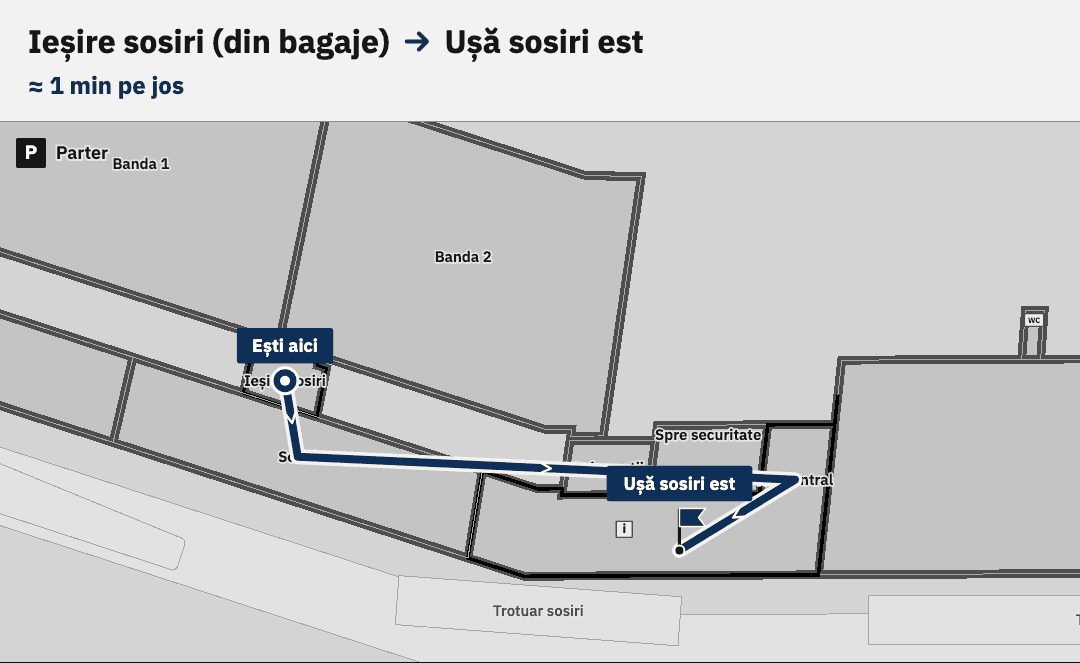 Ieșire sosiri (din bagaje) → Ușă sosiri est
≈ 1 min pe jos
P Parter
Banda 1
Banda 2
wc
Ești aici
Spre securitate
Ușă sosiri est
i
Trotuar sosiri